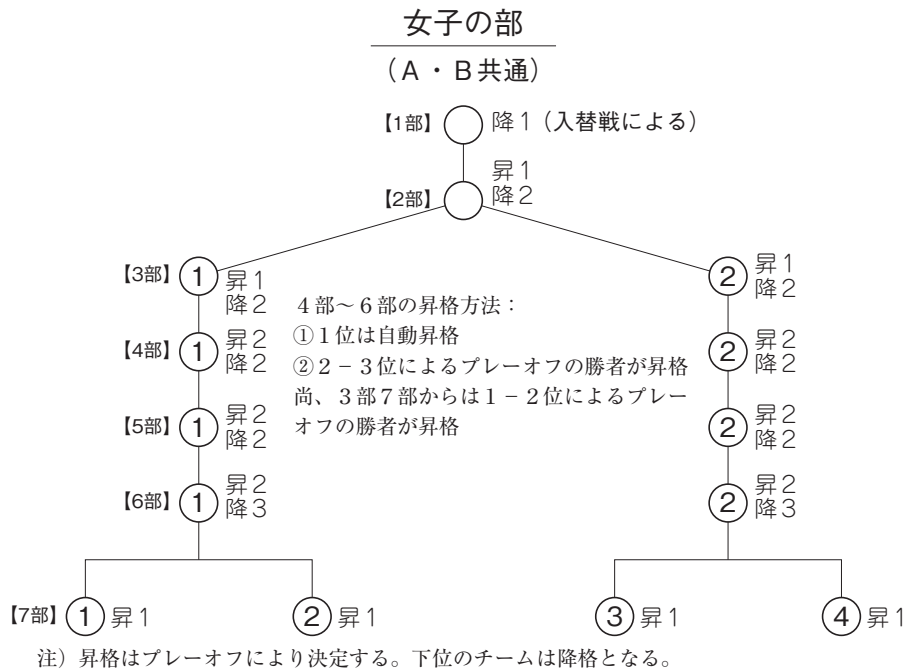 女子の部
(A・B共通)
【1部】 降1(入替戦による)
【2部】 昇1
降2
【3部】 1 昇1
降2
2 昇1
降2
4部～6部の昇格方法：
①1位は自動昇格
②2－3位によるプレーオフの勝者が昇格
尚、3部7部からは1－2位によるプレー
オフの勝者が昇格
【4部】 1 昇2
降2
2 昇2
降2
【5部】 1 昇2
降2
2 昇2
降2
【6部】 1 昇2
降3
2 昇2
降3
【7部】 1 昇1 2 昇1 3 昇1 4 昇1
注）昇格はプレーオフにより決定する。下位のチームは降格となる。